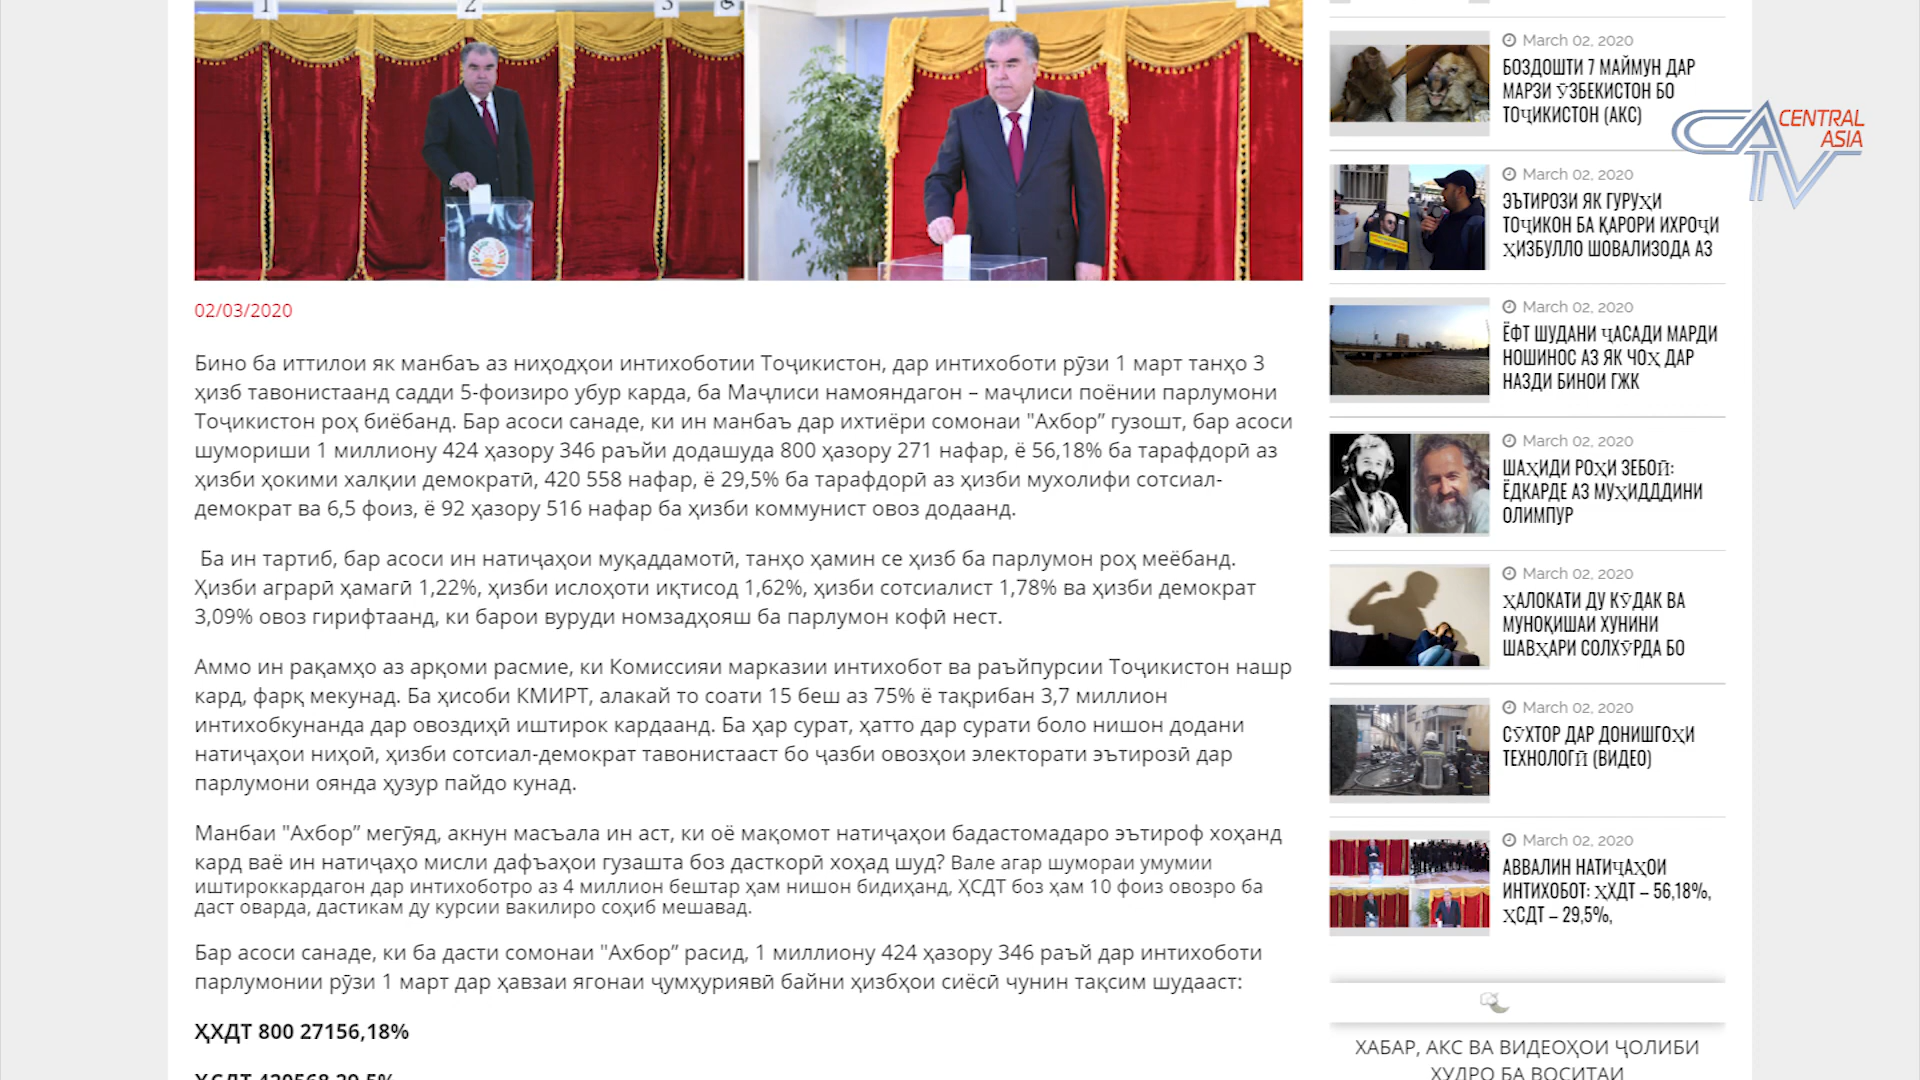 1
2
3
1
02/03/2020
Бино ба иттилои як манбаъ аз ниҳодҳои интихоботии Тоҷикистон, дар интихоботи рӯзи 1 март танҳо 3
ҳизб тавонистаанд садди 5-фоизиро убур карда, ба Маҷлиси намояндагон – маҷлиси поёнии парлумони
Тоҷикистон роҳ биёбанд. Бар асоси санаде, ки ин манбаъ дар ихтиёри сомонаи "Ахбор” гузошт, бар асоси
шумориши 1 миллиону 424 ҳазору 346 раъйи додашуда 800 ҳазору 271 нафар, ё 56,18% ба тарафдорӣ аз
ҳизби ҳокими халқии демократӣ, 420 558 нафар, ё 29,5% ба тарафдорӣ аз ҳизби мухолифи сотсиал-
демократ ва 6,5 фоиз, ё 92 ҳазору 516 нафар ба ҳизби коммунист овоз додаанд.
Ба ин тартиб, бар асоси ин натиҷаҳои муқаддамотӣ, танҳо ҳамин се ҳизб ба парлумон роҳ меёбанд.
Ҳизби аграрӣ ҳамагӣ 1,22%, ҳизби ислоҳоти иқтисод 1,62%, ҳизби сотсиалист 1,78% ва ҳизби демократ
3,09% овоз гирифтаанд, ки барои вуруди номзадҳояш ба парлумон кофӣ нест.
Аммо ин рақамҳо аз арқоми расмие, ки Комиссияи марказии интихобот ва раъйпурсии Тоҷикистон нашр
кард, фарқ мекунад. Ба ҳисоби КМИРТ, алакай то соати 15 беш аз 75% ё тақрибан 3,7 миллион
интихобкунанда дар овоздиҳӣ иштирок кардаанд. Ба ҳар сурат, ҳатто дар сурати боло нишон додани
натиҷаҳои ниҳоӣ, ҳизби сотсиал-демократ тавонистааст бо ҷазби овозҳои электорати эътирозӣ дар
парлумони оянда ҳузур пайдо кунад.
Манбаи "Ахбор” мегӯяд, акнун масъала ин аст, ки оё мақомот натиҷаҳои бадастомадаро эътироф хоҳанд
кард ваё ин натиҷаҳо мисли дафъаҳои гузашта боз дасткорӣ хоҳад шуд? Вале агар шумораи умумии
иштироккардагон дар интихоботро аз 4 миллион бештар ҳам нишон бидиҳанд, ҲСДТ боз ҳам 10 фоиз овозро ба
даст оварда, дастикам ду курсии вакилиро соҳиб мешавад.
Бар асоси санаде, ки ба дасти сомонаи "Ахбор” расид, 1 миллиону 424 ҳазору 346 раъй дар интихоботи
парлумонии рӯзи 1 март дар ҳавзаи ягонаи ҷумҳуриявӣ байни ҳизбҳои сиёсӣ чунин тақсим шудааст:
ҲХДТ 800 27156,18%
ҲСДТ 420568 29,5%
March 02, 2020
БОЗДОШТИ 7 МАЙМУН ДАР
МАРЗИ ӮЗБЕКИСТОН БО
ТОҶИКИСТОН (АКС)
CENTRAL
ASIA
CATV
March 02, 2020
ЭЪТИРОЗИ ЯК ГУРУҲИ
ТОҶИКОН БА ҚАРОРИ ИХРОҶИ
ҲИЗБУЛЛО ШОВАЛИЗОДА АЗ
March 02, 2020
ЁФТ ШУДАНИ ҶАСАДИ МАРДИ
НОШИНОС АЗ ЯК ЧОҲ ДАР
НАЗДИ БИНОИ ГЖК
March 02, 2020
ШАҲИДИ РОҲИ ЗЕБОӢ:
ЁДКАРДЕ АЗ МУҲИДДДИНИ
ОЛИМПУР
March 02, 2020
ҲАЛОКАТИ ДУ КӮДАК ВА
МУНОҚИШАИ ХУНИНИ
ШАВҲАРИ СОЛХӮРДА БО
March 02, 2020
СӮХТОР ДАР ДОНИШГОҲИ
ТЕХНОЛОГӢ (ВИДЕО)
March 02, 2020
АВВАЛИН НАТИҶАҲОИ
ИНТИХОБОТ: ҲХДТ – 56,18%,
ҲСДТ – 29,5%,
ХАБАР, АКС ВА ВИДЕОҲОИ ҶОЛИБИ
ХУДРО БА ВОСИТАИ